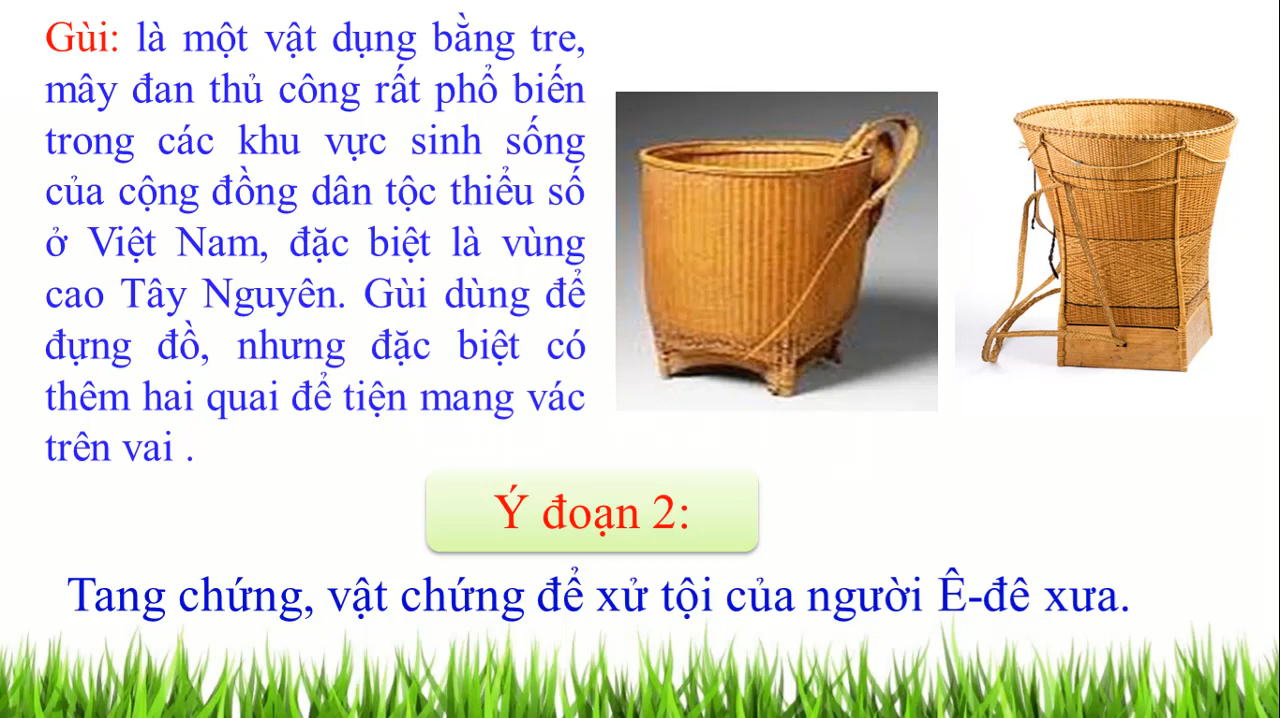 Gùi: là một vật dụng bằng tre,
mây đan thủ công rất phổ biến
trong các khu vực sinh sống
của cộng đồng dân tộc thiểu số
ở Việt Nam, đặc biệt là vùng
cao Tây Nguyên. Gùi dùng để
đựng đồ, nhưng đặc biệt có
thêm hai quai để tiện mang vác
trên vai .
Ý đoạn 2:
Tang chứng, vật chứng để xử tội của người Ê-đê xưa.